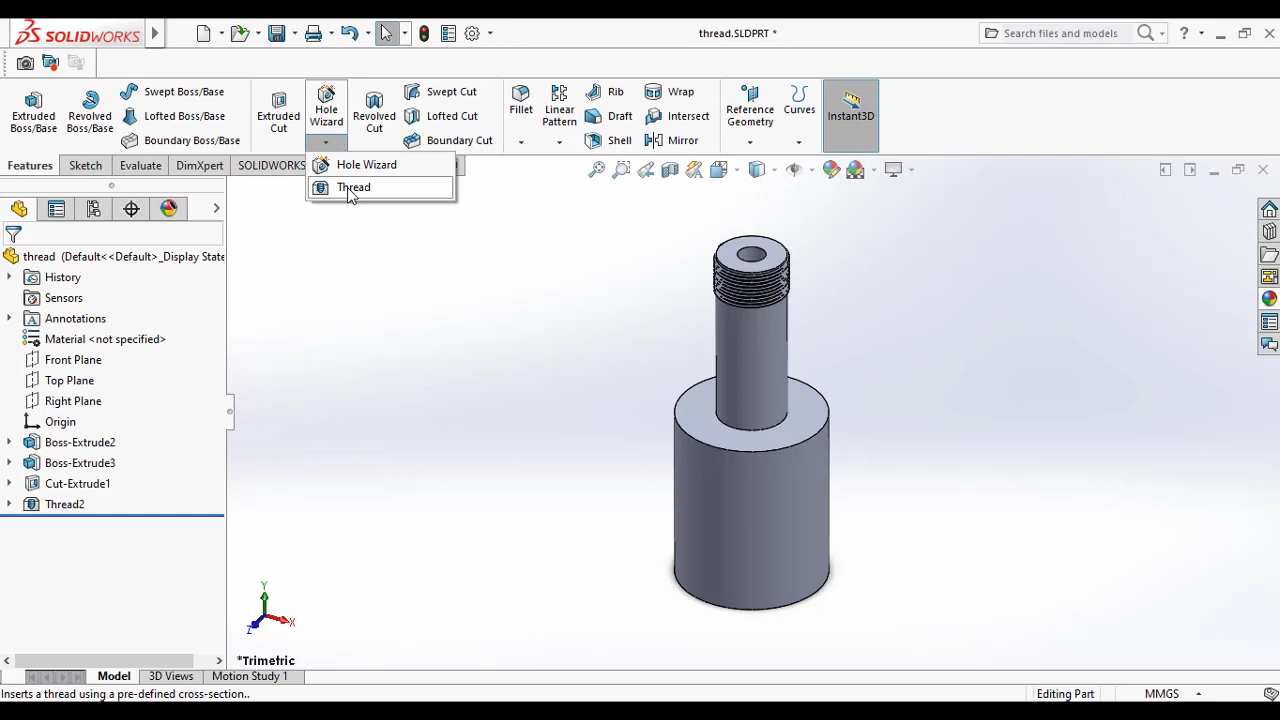 SOLIDWORKS
thread.SLDPRT *
Search files and models
?
Extruded Boss/Base
Revolved Boss/Base
Swept Boss/Base
Lofted Boss/Base
Boundary Boss/Base
Extruded Cut
Hole Wizard
Revolved Cut
Swept Cut
Lofted Cut
Boundary Cut
Fillet
Linear Pattern
Rib
Draft
Shell
Wrap
Intersect
Mirror
Reference Geometry
Curves
Instant3D
Features
Sketch
Evaluate
DimXpert
SOLIDWORKS
Hole Wizard
Thread
thread (Default<<Default>_Display State
History
Sensors
Annotations
Material <not specified>
Front Plane
Top Plane
Right Plane
Origin
Boss-Extrude2
Boss-Extrude3
Cut-Extrude1
Thread2
Y
X
Z
*Trimetric
Model
3D Views
Motion Study 1
Inserts a thread using a pre-defined cross-section..
Editing Part
MMGS